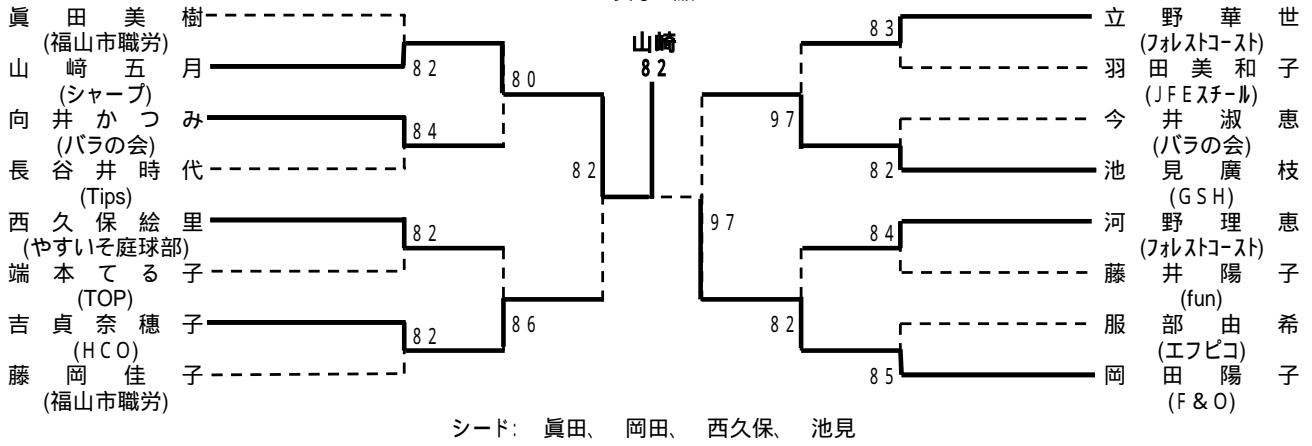 眞田美樹
(福山市職労)
山﨑五月
(シャープ)
向井かつみ
(バラの会)
長谷井時代
(Tips)
西久保絵里
(やすいそ庭球部)
端本てる子
(TOP)
吉貞奈穂子
(HCO)
藤岡佳子
(福山市職労)
82
84
82
82
80
86
82
山崎
82
97
97
82
83
82
84
85
立野華世
(フォレストコースト)
羽田美和子
(JFEスチール)
今井淑恵
(バラの会)
池見廣枝
(GSH)
河野理恵
(フォレストコースト)
藤井陽子
(fun)
服部由希
(エフピコ)
岡田陽子
(F&O)
シード: 眞田、 岡田、 西久保、 池見